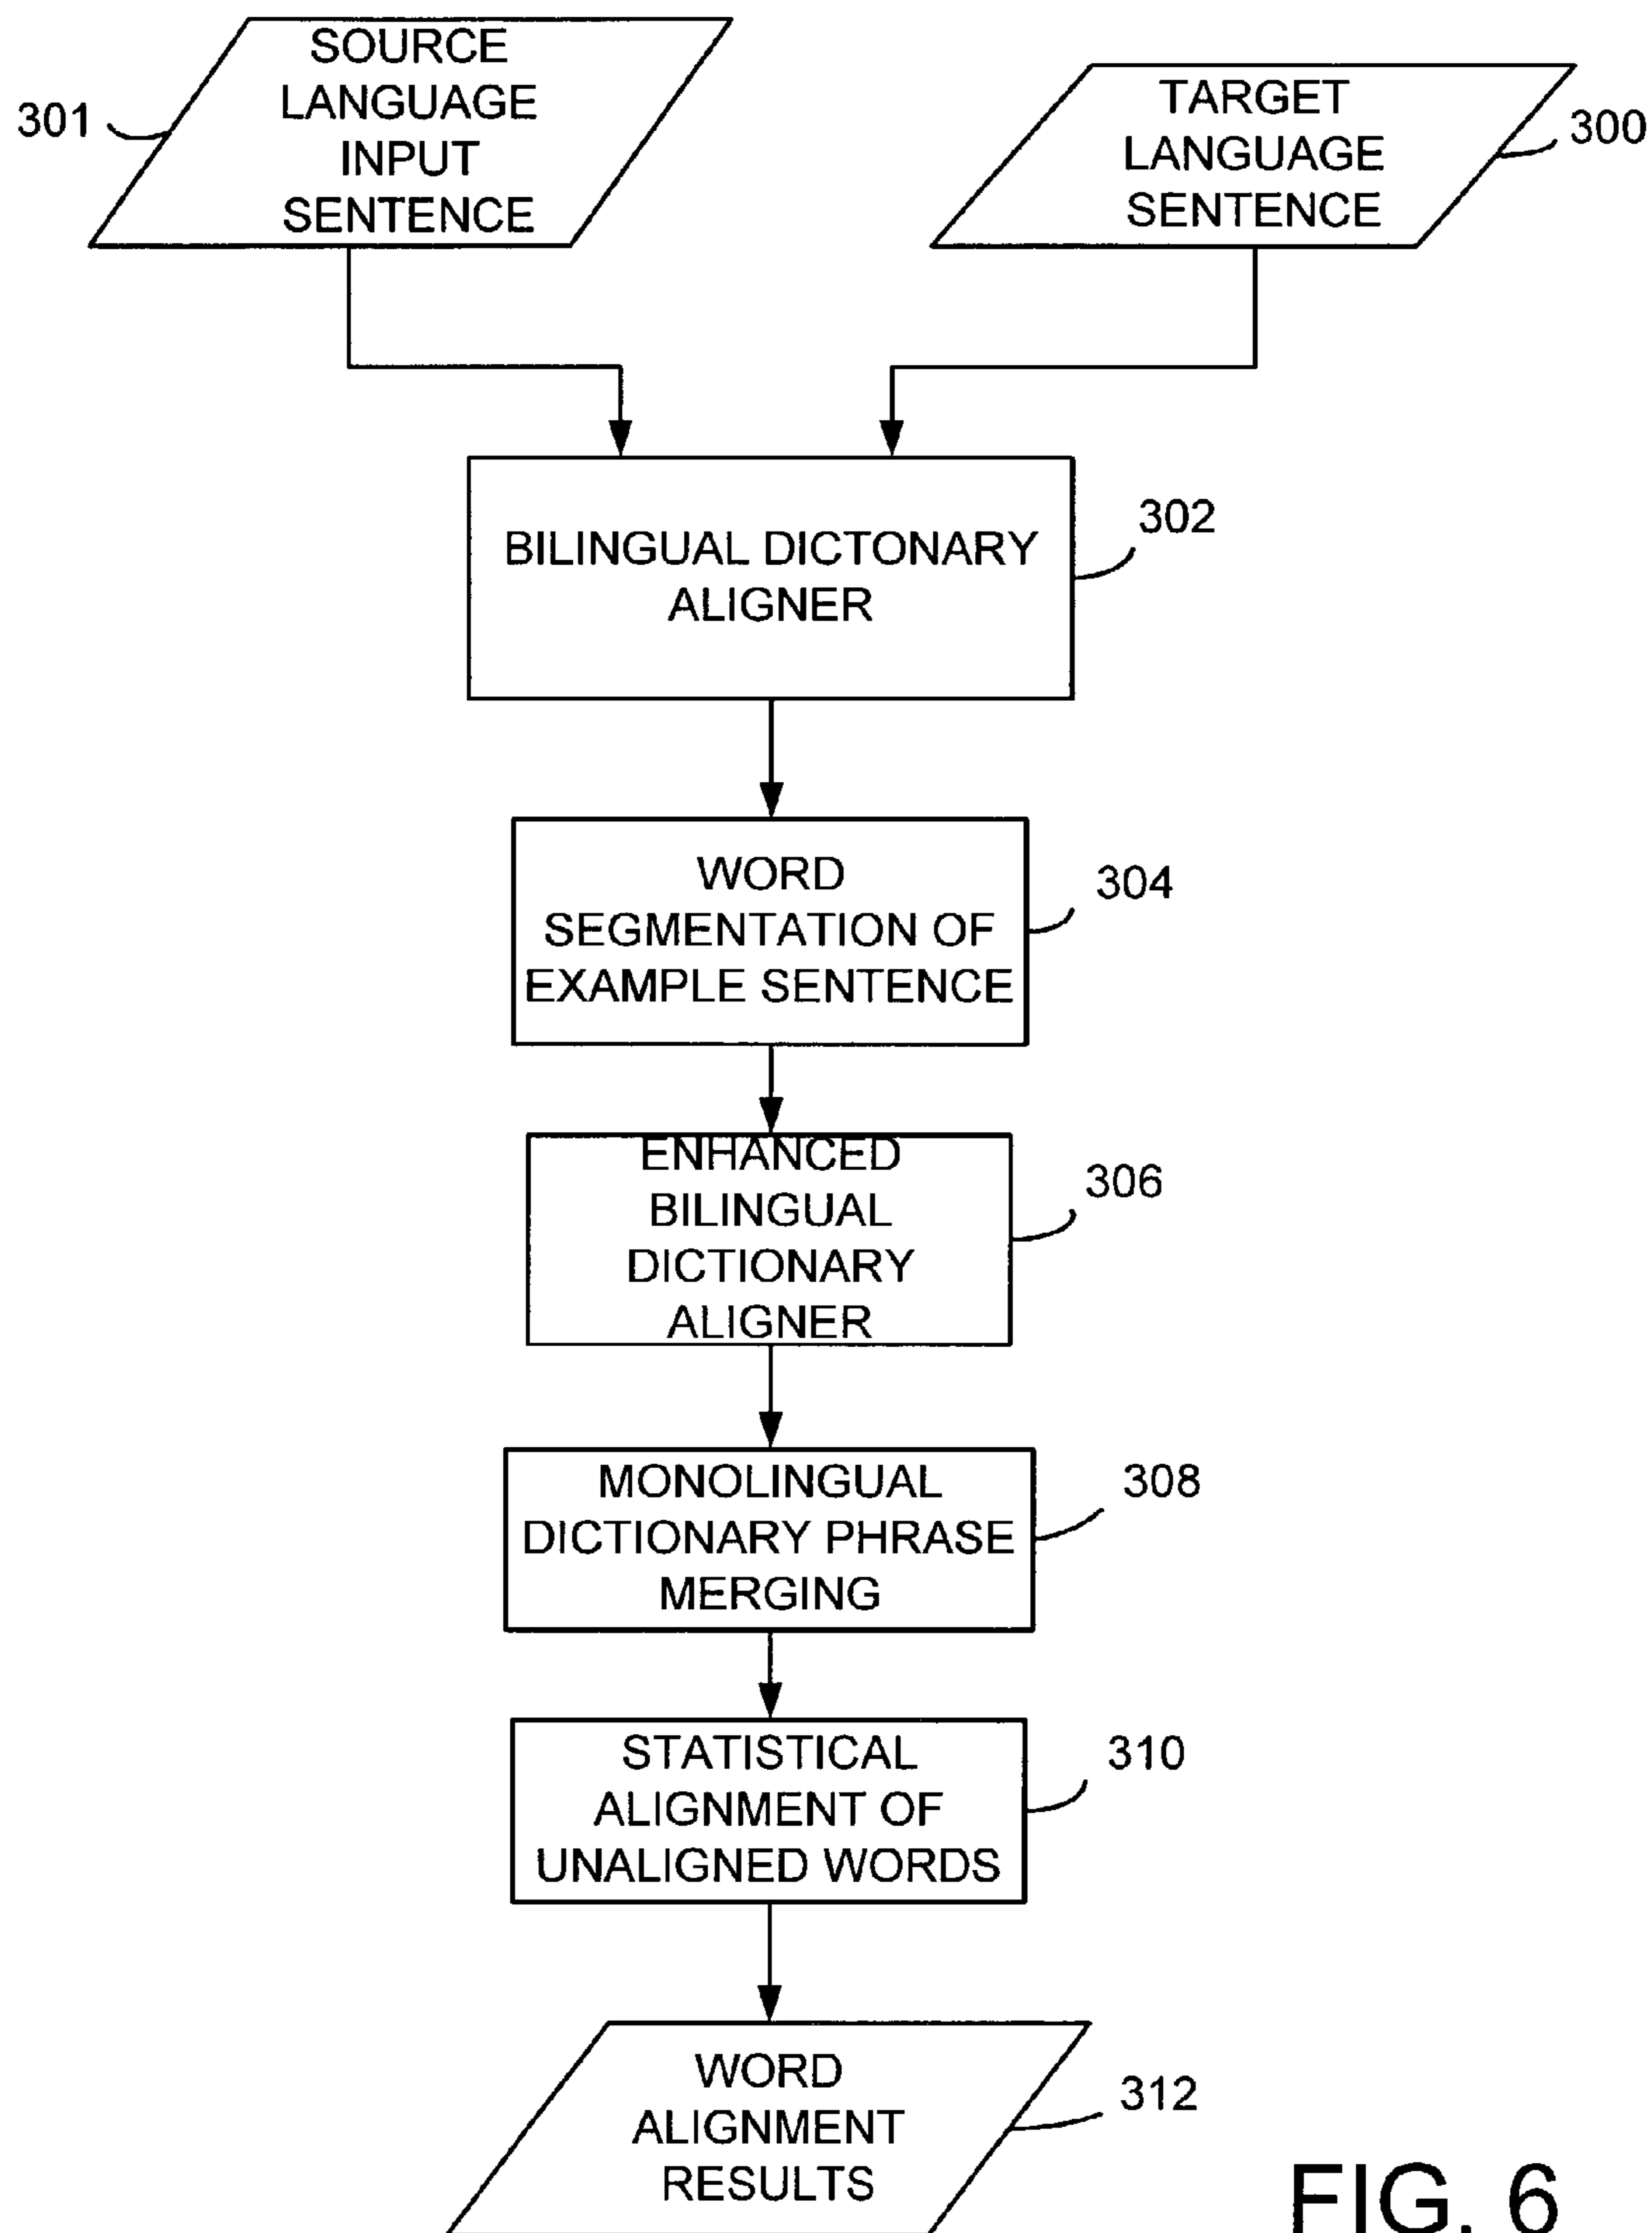 SOURCE
LANGUAGE
INPUT
SENTENCE
301
TARGET
LANGUAGE
SENTENCE
300
BILINGUAL DICTONARY
ALIGNER
302
WORD
SEGMENTATION OF
EXAMPLE SENTENCE
304
ENHANCED
BILINGUAL
DICTIONARY
ALIGNER
306
MONOLINGUAL
DICTIONARY PHRASE
MERGING
308
STATISTICAL
ALIGNMENT OF
UNALIGNED WORDS
310
WORD
ALIGNMENT
RESULTS
312
FIG. 6